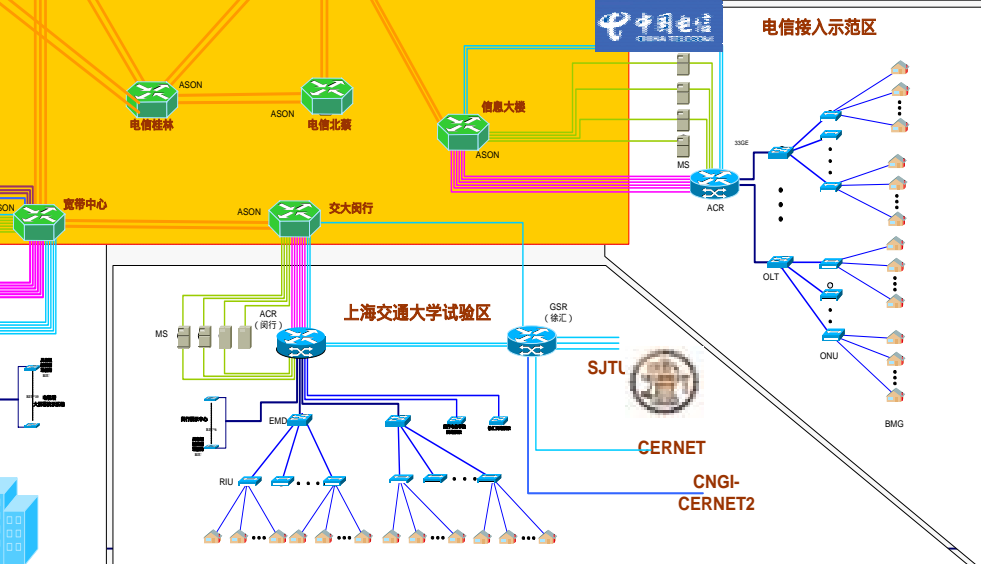 中国电信
CHINA TELECOM
电信接入示范区
ASON
电信桂林
ASON
电信北蔡
信息大楼
ASON
MS
33GE
ACR
SON
宽带中心
ASON
交大闵行
OLT
ONU
BMG
上海交通大学试验区
MS
ACR
(闵行)
GSR
(徐汇)
SJTU
CERNET
CNGI-
CERNET2
EMD
RIU